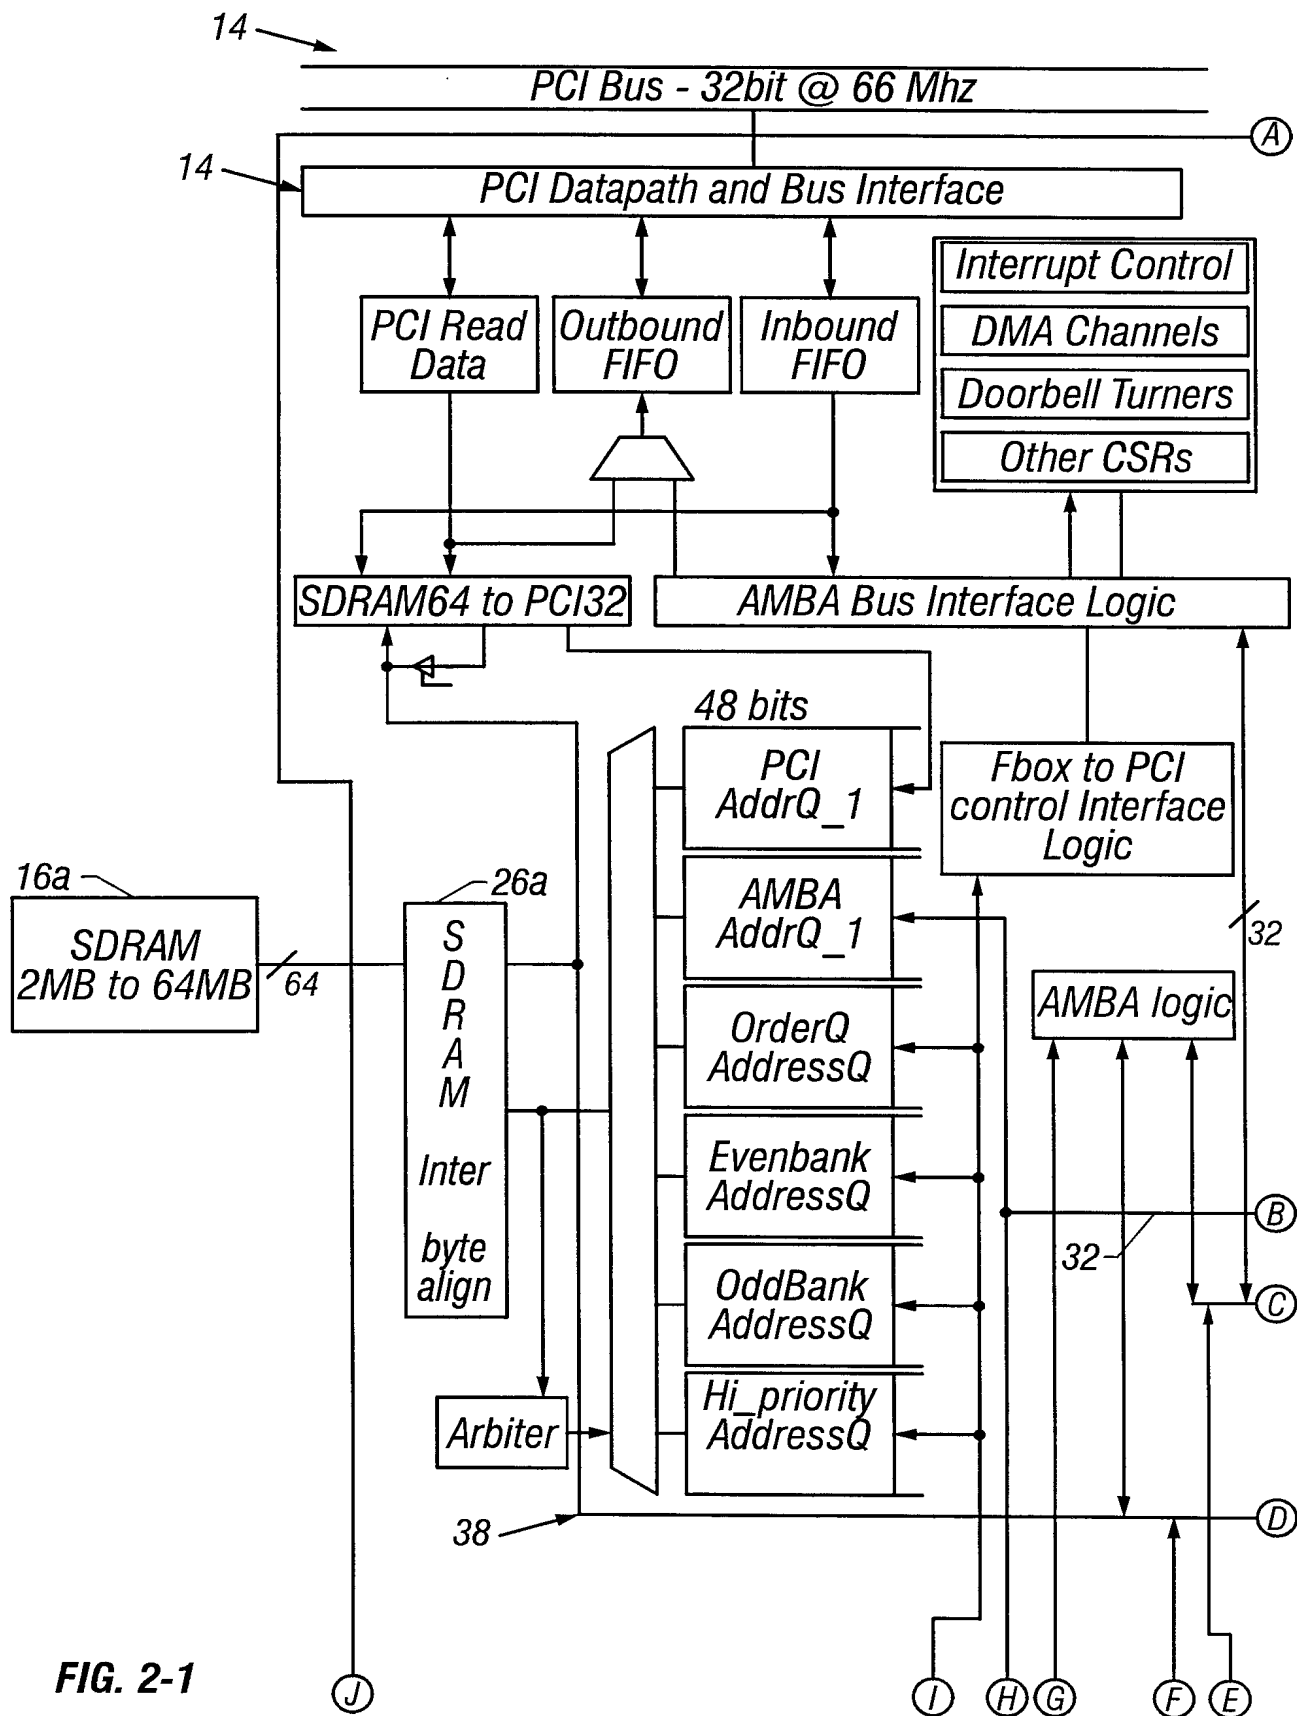 14
PCI Bus - 32bit @ 66 Mhz
A
14
PCI Datapath and Bus Interface
Interrupt Control
DMA Channels
Doorbell Turners
Other CSRs
PCI Read
Data
Outbound
FIFO
Inbound
FIFO
SDRAM64 to PCI32
AMBA Bus Interface Logic
48 bits
PCI
AddrQ_1
Fbox to PCI
control Interface
Logic
16a
SDRAM
2MB to 64MB
64
26a
S
D
R
A
M
Inter
byte
align
AMBA
AddrQ_1
32
AMBA logic
OrderQ
AddressQ
Evenbank
AddressQ
B
32
OddBank
AddressQ
C
Hi_priority
AddressQ
Arbiter
38
D
FIG. 2-1
J
I
H
G
F
E